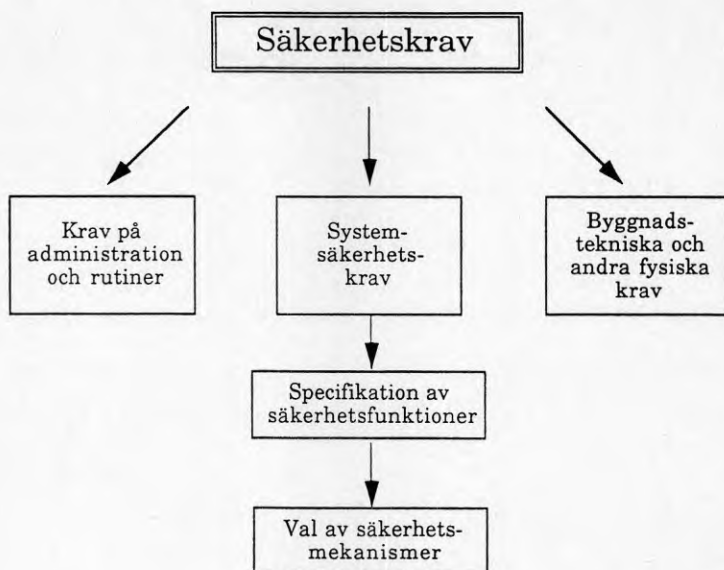 Säkerhetskrav
Krav på
administration
och rutiner
System-
säkerhets-
krav
Byggnads-
tekniska och
andra fysiska
krav
Specifikation av
säkerhetsfunktioner
Val av säkerhets-
mekanismer